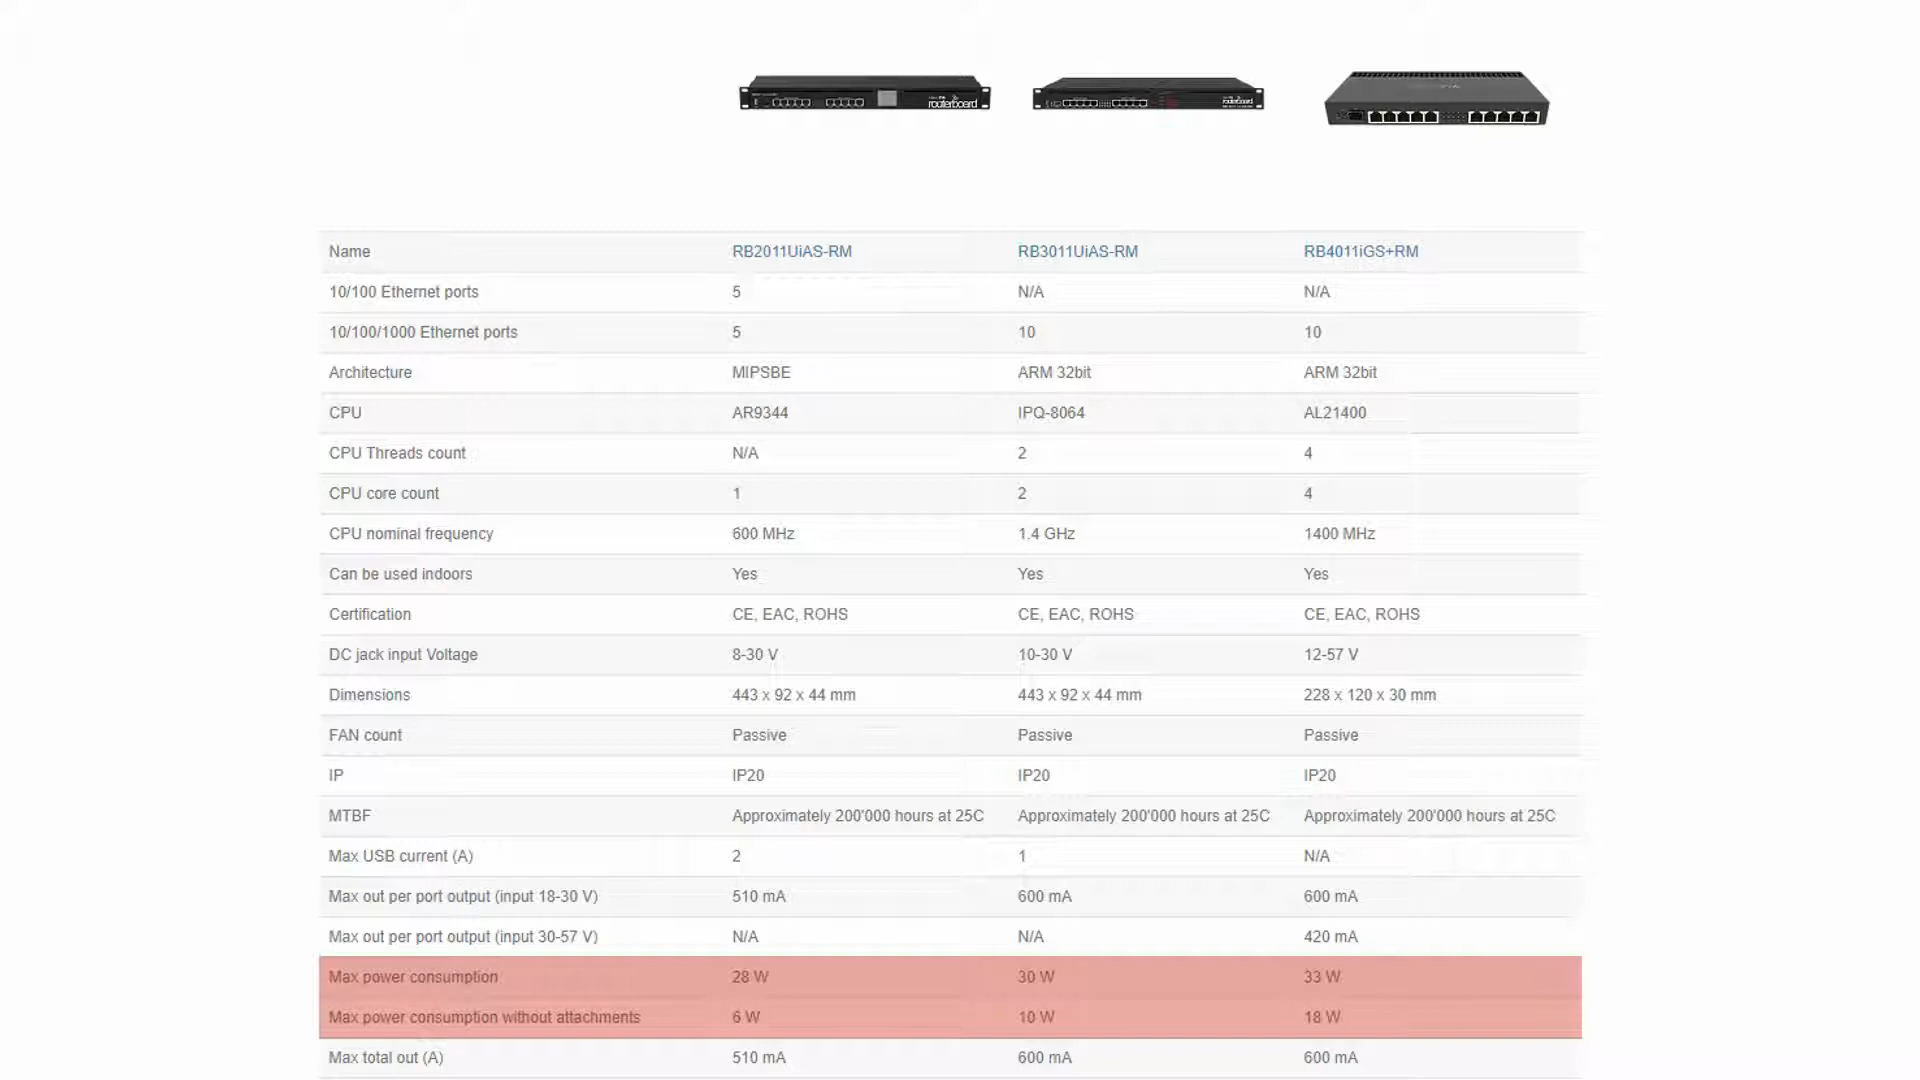 routerboard
routerboard
Name RB2011UiAS-RM RB3011UiAS-RM RB4011iGS+RM
10/100 Ethernet ports 5 N/A N/A
10/100/1000 Ethernet ports 5 10 10
Architecture MIPSBE ARM 32bit ARM 32bit
CPU AR9344 IPQ-8064 AL21400
CPU Threads count N/A 2 4
CPU core count 1 2 4
CPU nominal frequency 600 MHz 1.4 GHz 1400 MHz
Can be used indoors Yes Yes Yes
Certification CE, EAC, ROHS CE, EAC, ROHS CE, EAC, ROHS
DC jack input Voltage 8-30 V 10-30 V 12-57 V
Dimensions 443 x 92 x 44 mm 443 x 92 x 44 mm 228 x 120 x 30 mm
FAN count Passive Passive Passive
IP IP20 IP20 IP20
MTBF Approximately 200'000 hours at 25C Approximately 200'000 hours at 25C Approximately 200'000 hours at 25C
Max USB current (A) 2 1 N/A
Max out per port output (input 18-30 V) 510 mA 600 mA 600 mA
Max out per port output (input 30-57 V) N/A N/A 420 mA
Max power consumption 28 W 30 W 33 W
Max power consumption without attachments 6 W 10 W 18 W
Max total out (A) 510 mA 600 mA 600 mA